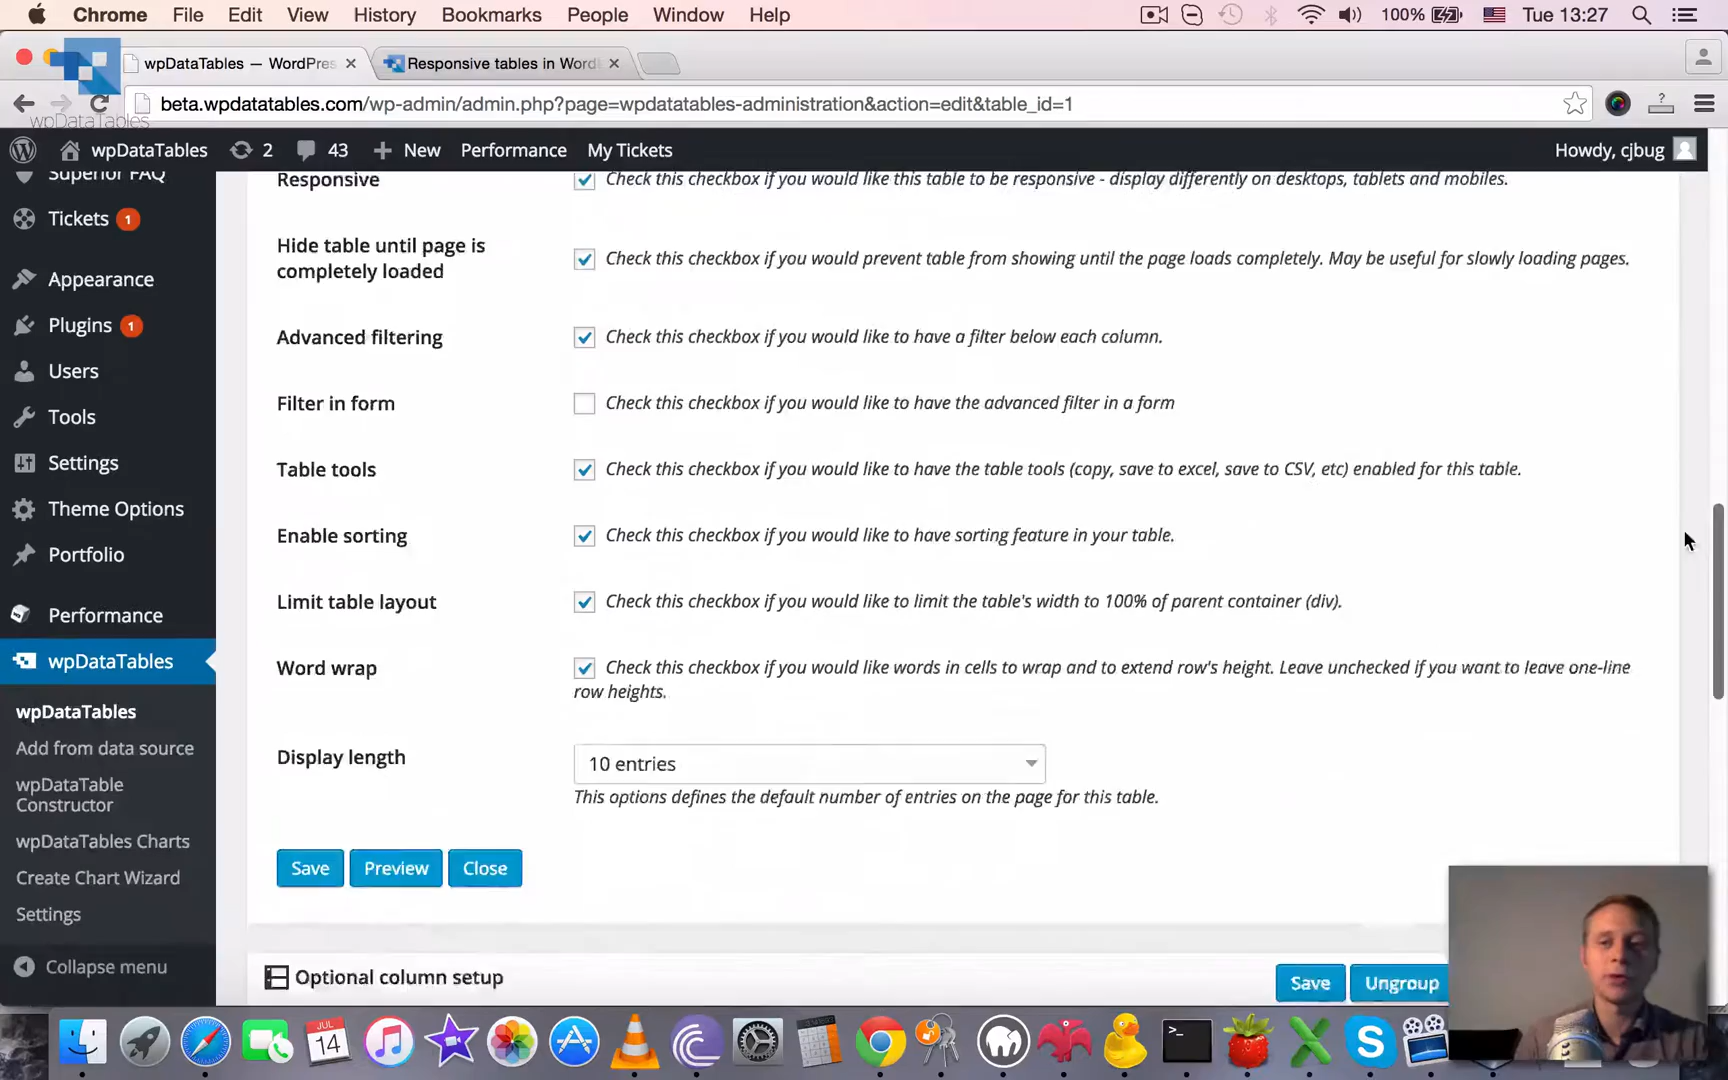 Chrome File Edit View History Bookmarks People Window Help 100% Tue 13:27
wpDataTables — WordPres Responsive tables in Word
beta.wpdatatables.com/wp-admin/admin.php?page=wpdatatables-administration&action=edit&table_id=1
wpDataTables
wpDataTables 2 43 New Performance My Tickets Howdy, cjbug
Superior FAQ
Tickets 1
Appearance
Plugins 1
Users
Tools
Settings
Theme Options
Portfolio
Performance
wpDataTables
wpDataTables
Add from data source
wpDataTable
Constructor
wpDataTables Charts
Create Chart Wizard
Settings
Collapse menu
Responsive Check this checkbox if you would like this table to be responsive - display differently on desktops, tablets and mobiles.
Hide table until page is
completely loaded
Check this checkbox if you would prevent table from showing until the page loads completely. May be useful for slowly loading pages.
Advanced filtering Check this checkbox if you would like to have a filter below each column.
Filter in form Check this checkbox if you would like to have the advanced filter in a form
Table tools Check this checkbox if you would like to have the table tools (copy, save to excel, save to CSV, etc) enabled for this table.
Enable sorting Check this checkbox if you would like to have sorting feature in your table.
Limit table layout Check this checkbox if you would like to limit the table's width to 100% of parent container (div).
Word wrap Check this checkbox if you would like words in cells to wrap and to extend row's height. Leave unchecked if you want to leave one-line
row heights.
Display length 10 entries
This options defines the default number of entries on the page for this table.
Save Preview Close
Optional column setup Save Ungroup
JUL
14